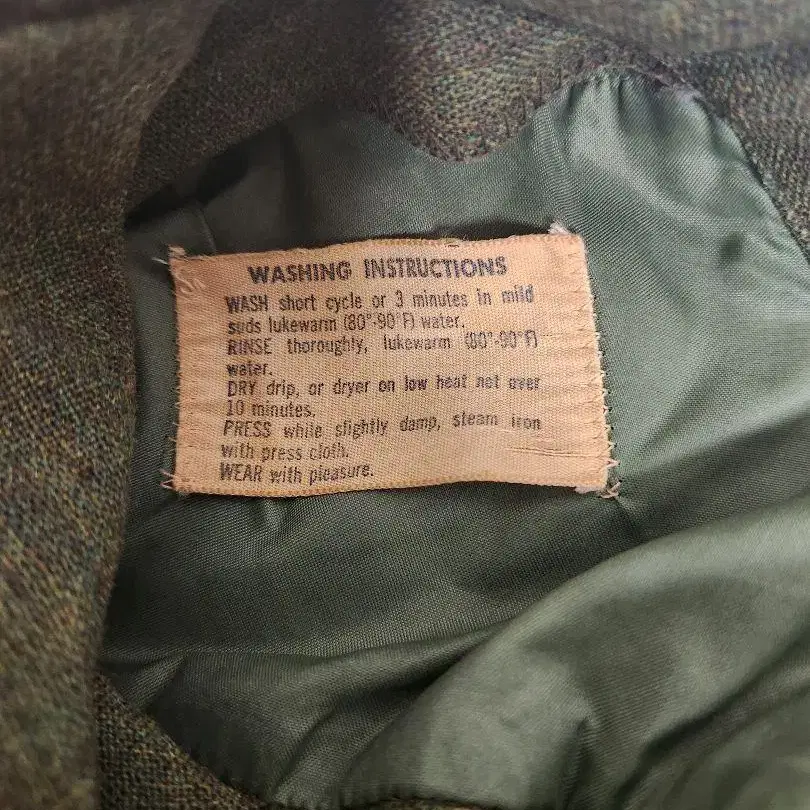 WASHING INSTRUCTIONS
WASH short cycle or 3 minutes in mild
suds lukewarm (80°-90°F) water.
RINSE thoroughly, lukewarm (80°-90°F)
water.
DRY drip, or dryer on low heat not over
10 minutes.
PRESS while slightly damp, steam iron
with press cloth.
WEAR with pleasure.